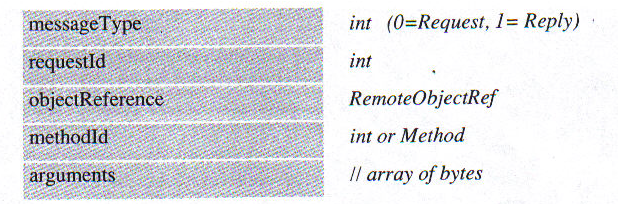 messageType int (0=Request, 1= Reply)
requestId int
objectReference RemoteObjectRef
methodId int or Method
arguments // array of bytes